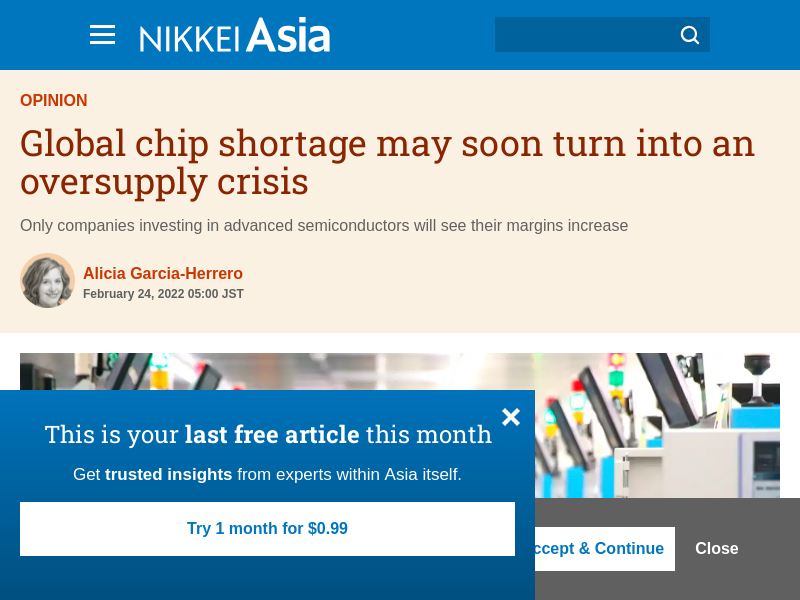 NIKKEI Asia
OPINION
Global chip shortage may soon turn into an
oversupply crisis
Only companies investing in advanced semiconductors will see their margins increase
Alicia Garcia-Herrero
February 24, 2022 05:00 JST
This is your last free article this month
Get trusted insights from experts within Asia itself.
Try 1 month for $0.99
ccept & Continue
Close